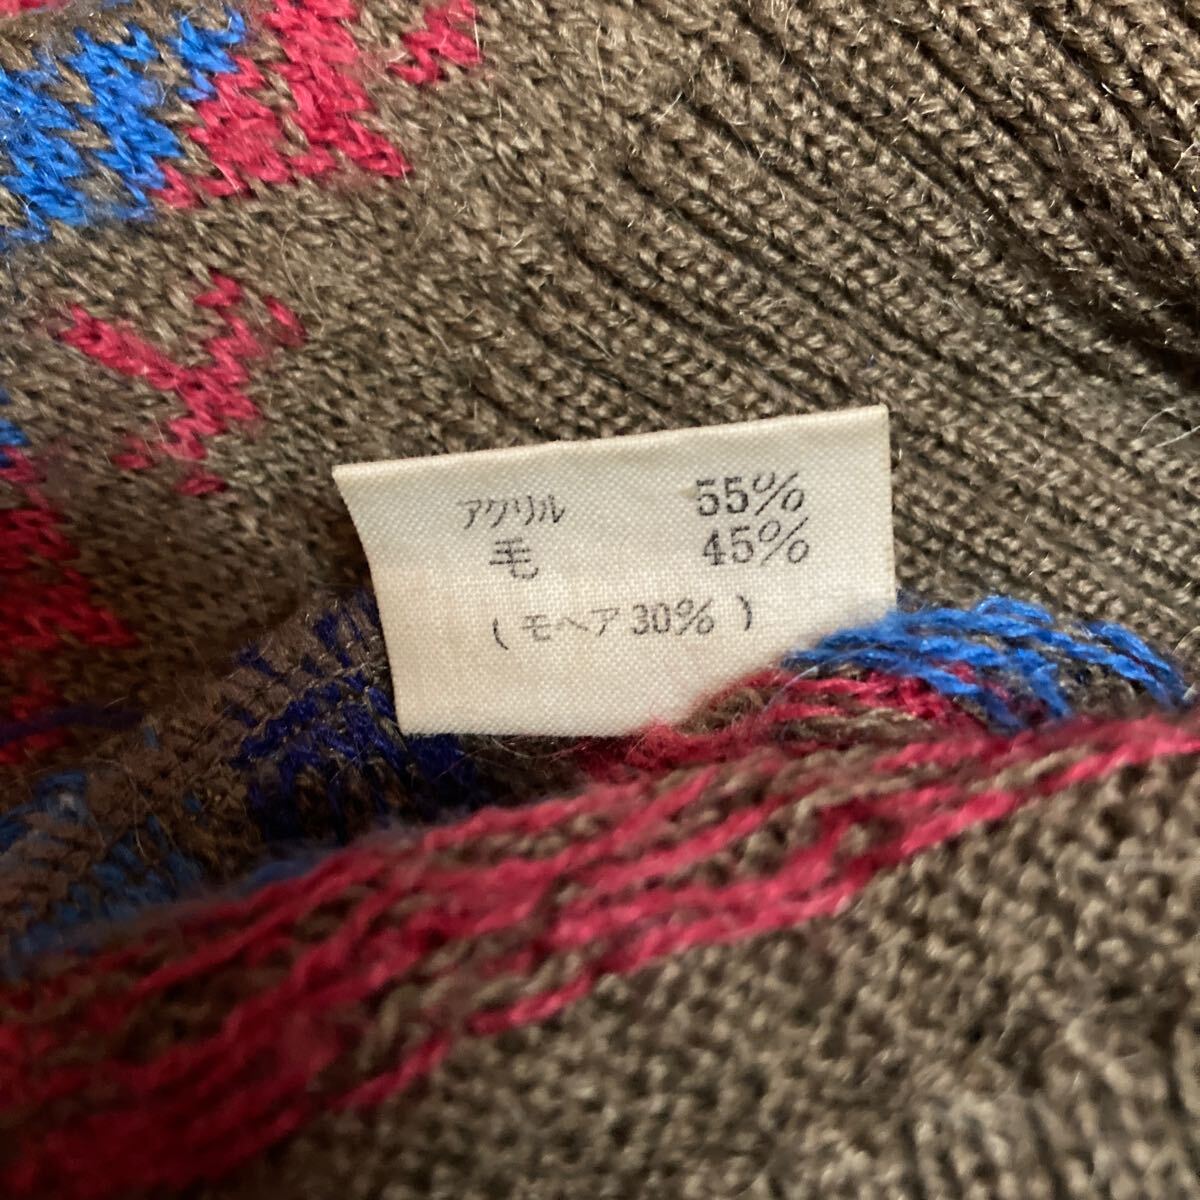 アクリル 55%
毛 45%
( モヘア 30% )